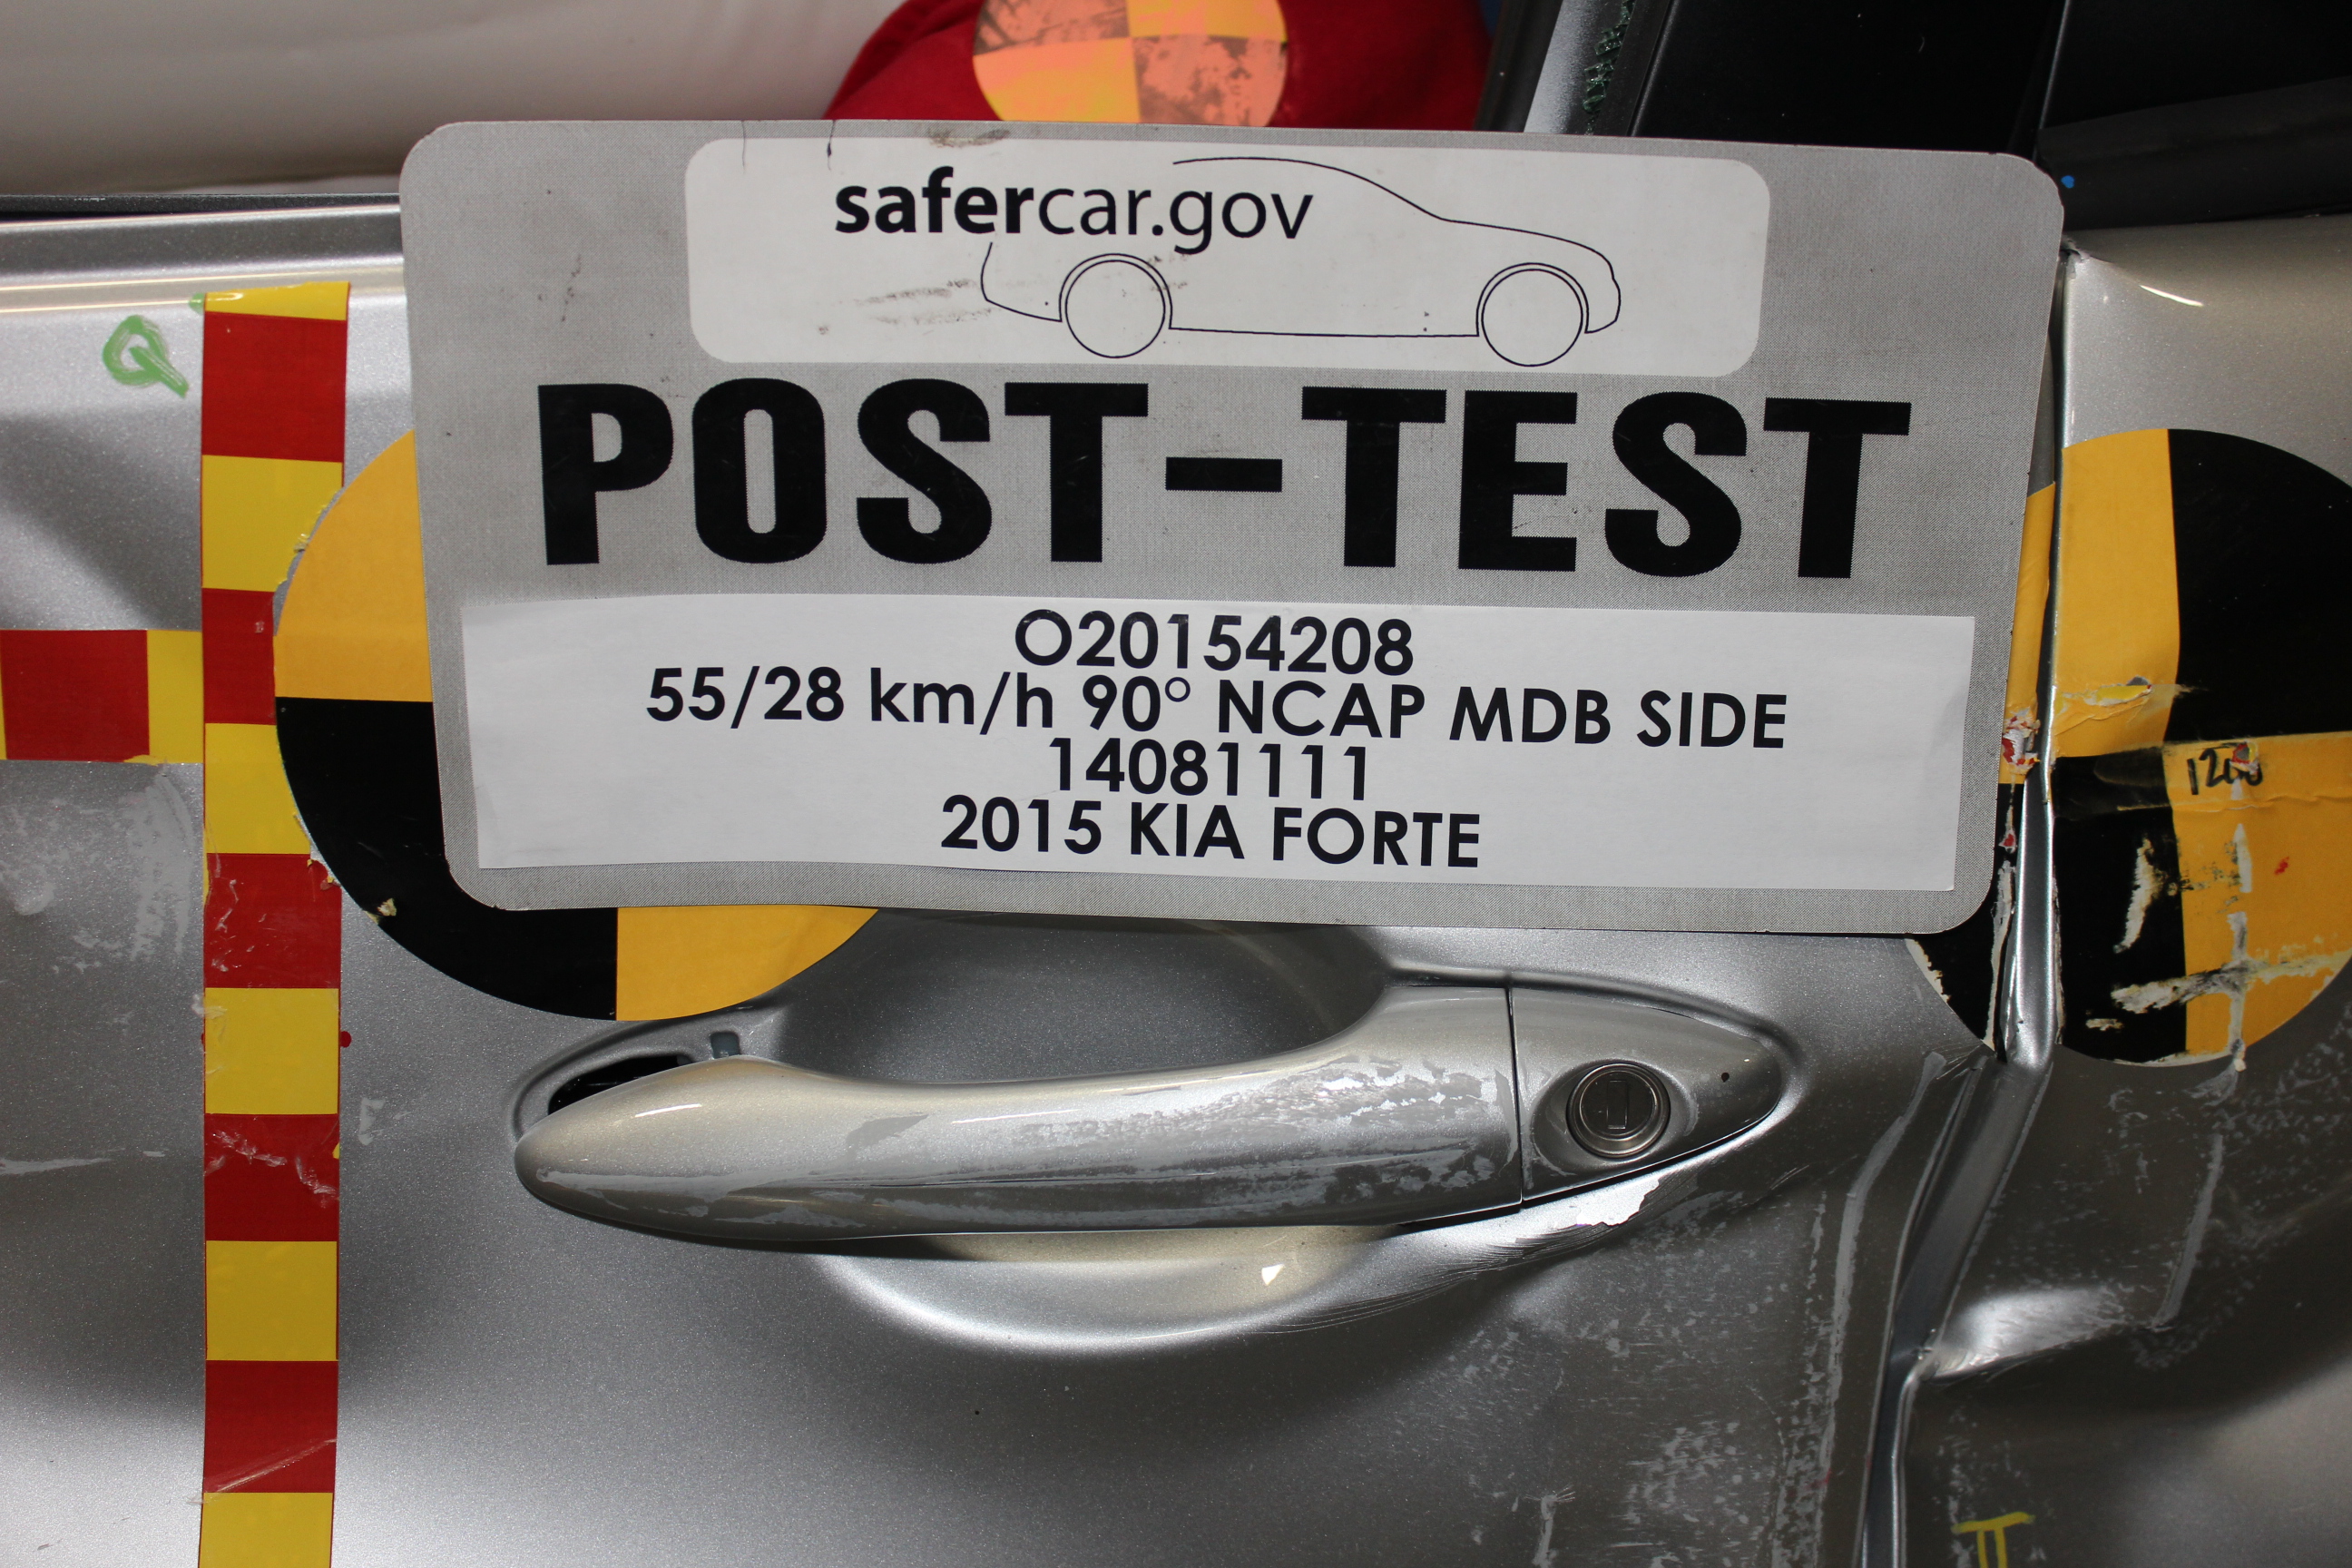 safercar.gov
POST-TEST
O20154208
55/28 km/h 90° NCAP MDB SIDE
14081111
2015 KIA FORTE